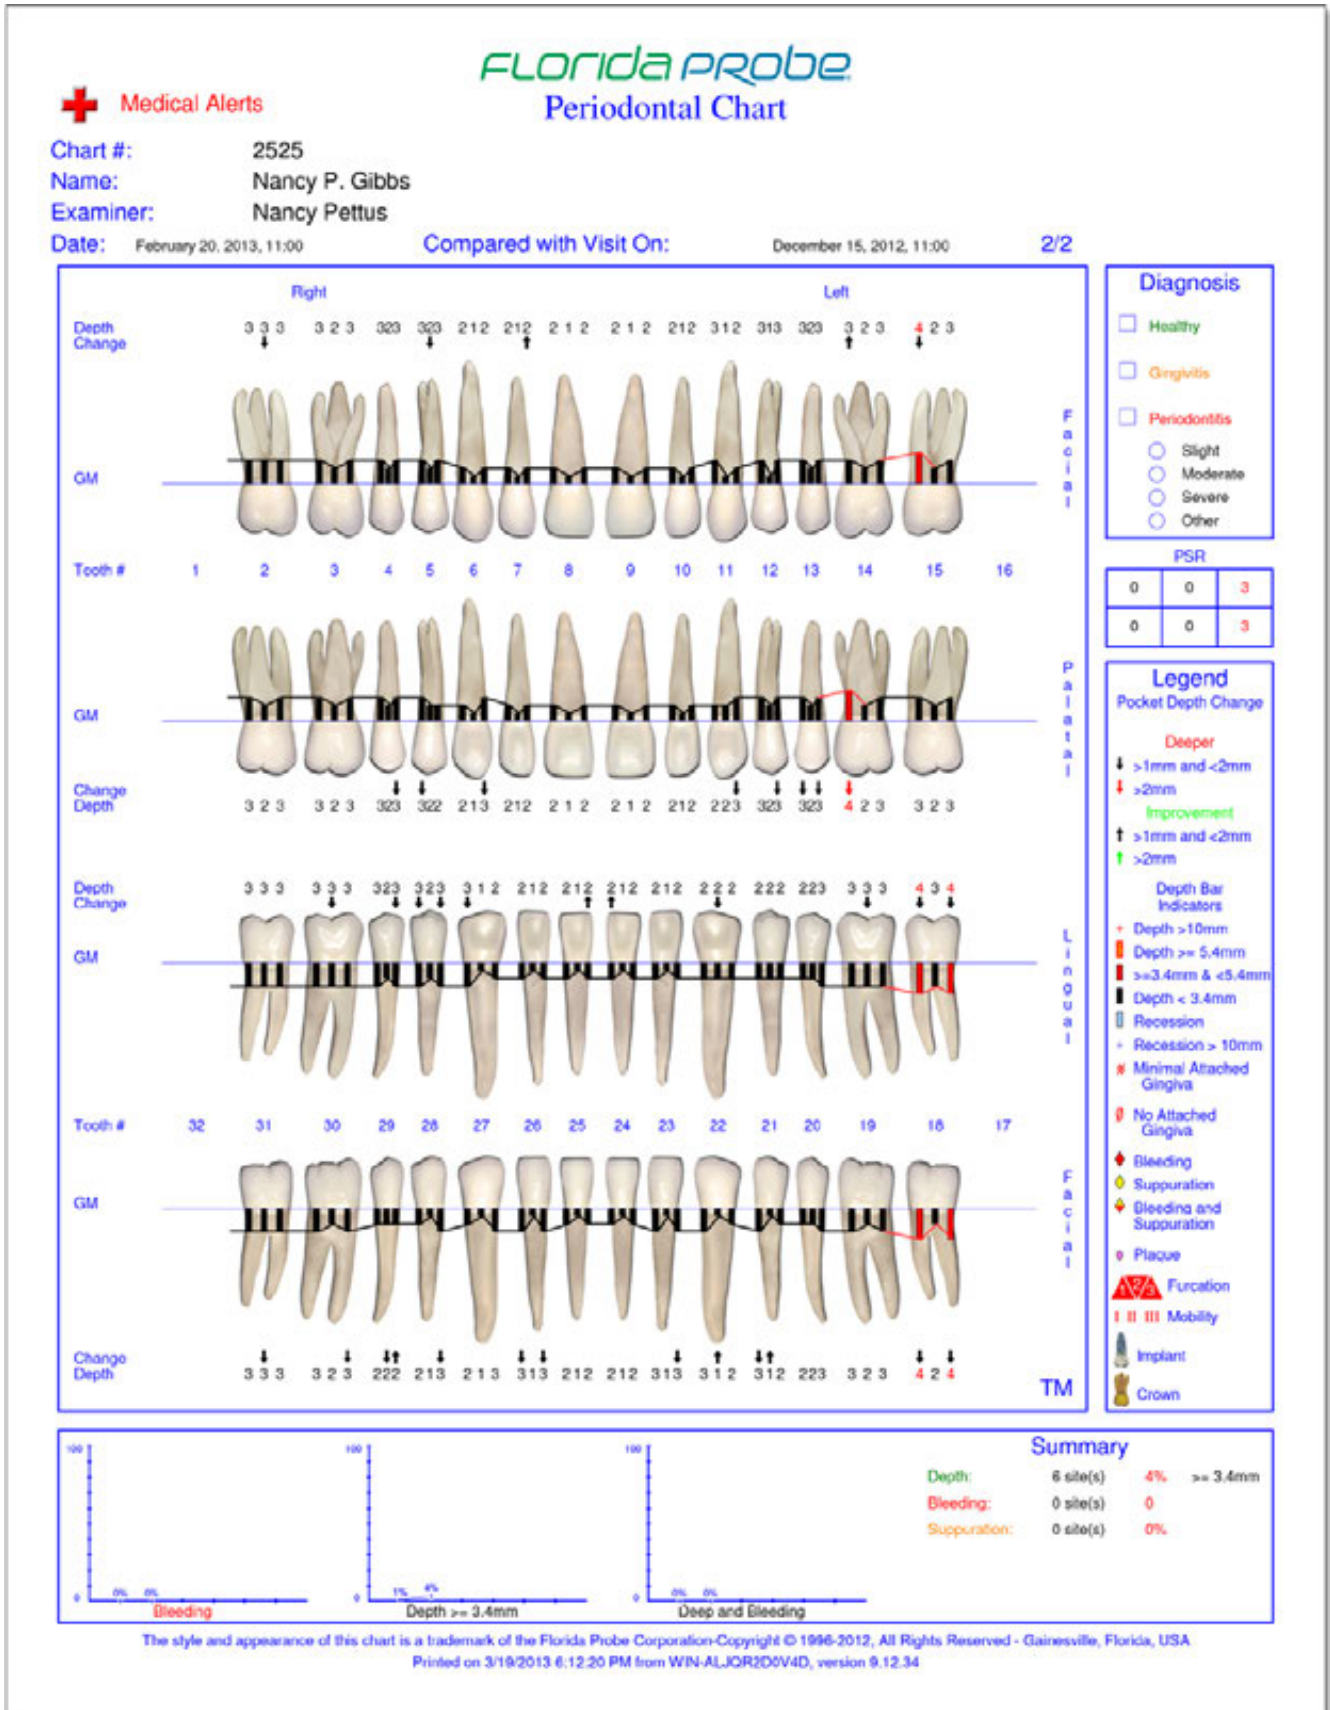 FLORIDA PROBE
Medical Alerts
Periodontal Chart
Chart #: 2525
Name: Nancy P. Gibbs
Examiner: Nancy Pettus
Date: February 20, 2013, 11:00 Compared with Visit On: December 15, 2012, 11:00 2/2
Right Left
Depth 3 3 3 3 2 3 323 323 212 212 2 1 2 2 1 2 212 312 313 323 3 2 3 4 2 3
Change
Facial
GM
Tooth # 1 2 3 4 5 6 7 8 9 10 11 12 13 14 15 16
Palatal
GM
Change
Depth 3 2 3 3 2 3 323 322 213 212 2 1 2 2 1 2 212 223 323 323 4 2 3 3 2 3
Depth 3 3 3 3 3 3 323 323 3 1 2 212 212 212 212 2 2 2 222 223 3 3 3 4 3 4
Change
Lingual
GM
Tooth # 32 31 30 29 28 27 26 25 24 23 22 21 20 19 18 17
Facial
GM
Change
Depth 3 3 3 3 2 3 222 213 2 1 3 313 212 212 313 3 1 2 312 223 3 2 3 4 2 4
TM
Diagnosis
Healthy
Gingivitis
Periodontitis
Slight
Moderate
Severe
Other
PSR
0 0 3
0 0 3
Legend
Pocket Depth Change
Deeper
>1mm and <2mm
>2mm
Improvement
>1mm and <2mm
>2mm
Depth Bar
Indicators
+ Depth >10mm
Depth >= 5.4mm
>=3.4mm & <5.4mm
Depth < 3.4mm
Recession
+ Recession > 10mm
Minimal Attached
Gingiva
No Attached
Gingiva
Bleeding
Suppuration
Bleeding and
Suppuration
Plaque
1 2 3 Furcation
I II III Mobility
Implant
Crown
100 100 100
0 0% 0% 0 1% 4% 0 0% 0%
Bleeding Depth >= 3.4mm Deep and Bleeding
Summary
Depth: 6 site(s) 4% >= 3.4mm
Bleeding: 0 site(s) 0
Suppuration: 0 site(s) 0%
The style and appearance of this chart is a trademark of the Florida Probe Corporation-Copyright © 1996-2012, All Rights Reserved - Gainesville, Florida, USA
Printed on 3/19/2013 6:12:20 PM from WIN-ALJQR2D0V4D, version 9.12.34